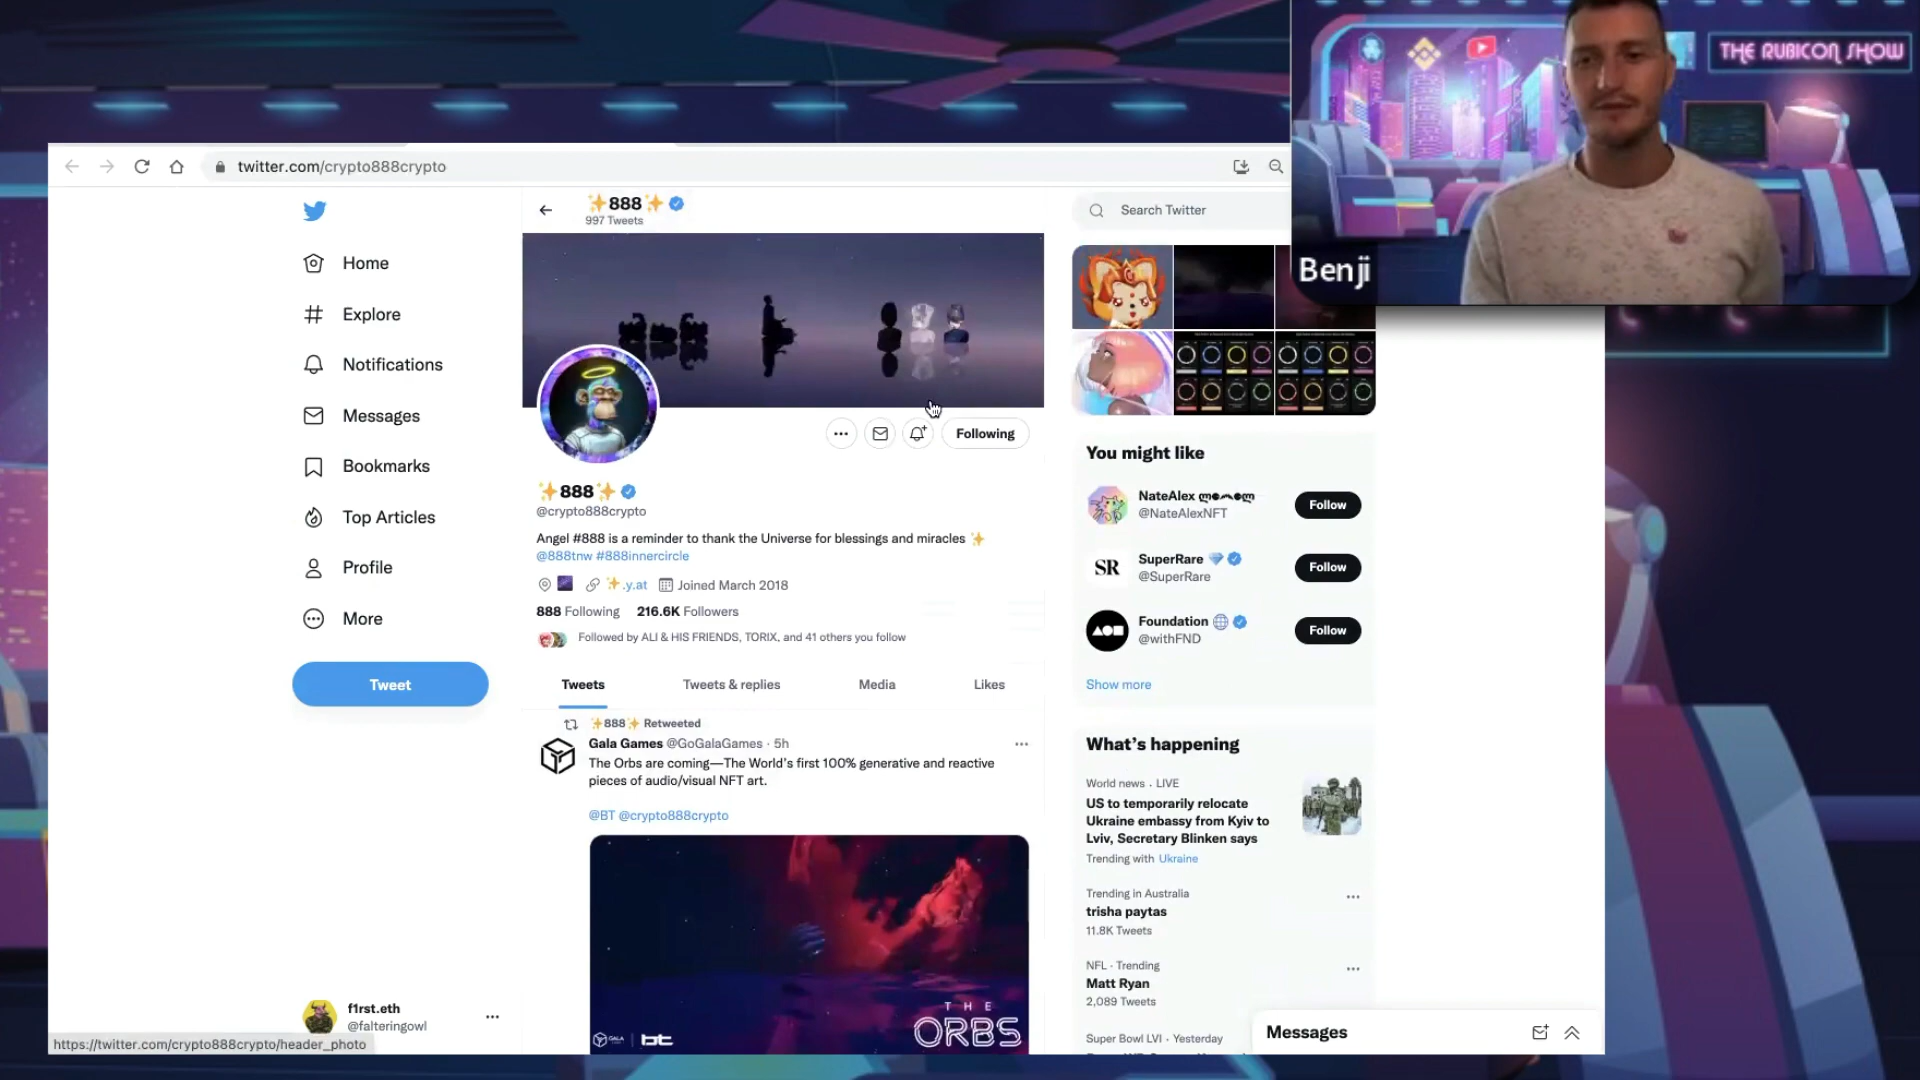 THE RUBICON SHOW
Benji
twitter.com/crypto888crypto
✨888✨
997 Tweets
Search Twitter
Home
Explore
Notifications
Messages
Bookmarks
Top Articles
Profile
More
Tweet
Following
✨888✨
@crypto888crypto
Angel #888 is a reminder to thank the Universe for blessings and miracles ✨
@888tnw #888innercircle
✨.y.at Joined March 2018
888 Following 216.6K Followers
Followed by ALI & HIS FRIENDS, TORIX, and 41 others you follow
Tweets Tweets & replies Media Likes
✨888✨ Retweeted
Gala Games @GoGalaGames · 5h
The Orbs are coming—The World's first 100% generative and reactive
pieces of audio/visual NFT art.
@BT @crypto888crypto
THE
ORBS
GALA
bt
You might like
NateAlex
@NateAlexNFT
Follow
SR
SuperRare
@SuperRare
Follow
Foundation
@withFND
Follow
Show more
What's happening
World news · LIVE
US to temporarily relocate
Ukraine embassy from Kyiv to
Lviv, Secretary Blinken says
Trending with Ukraine
Trending in Australia
trisha paytas
11.8K Tweets
NFL · Trending
Matt Ryan
2,089 Tweets
Super Bowl LVI · Yesterday
Messages
f1rst.eth
@falteringowl
https://twitter.com/crypto888crypto/header_photo